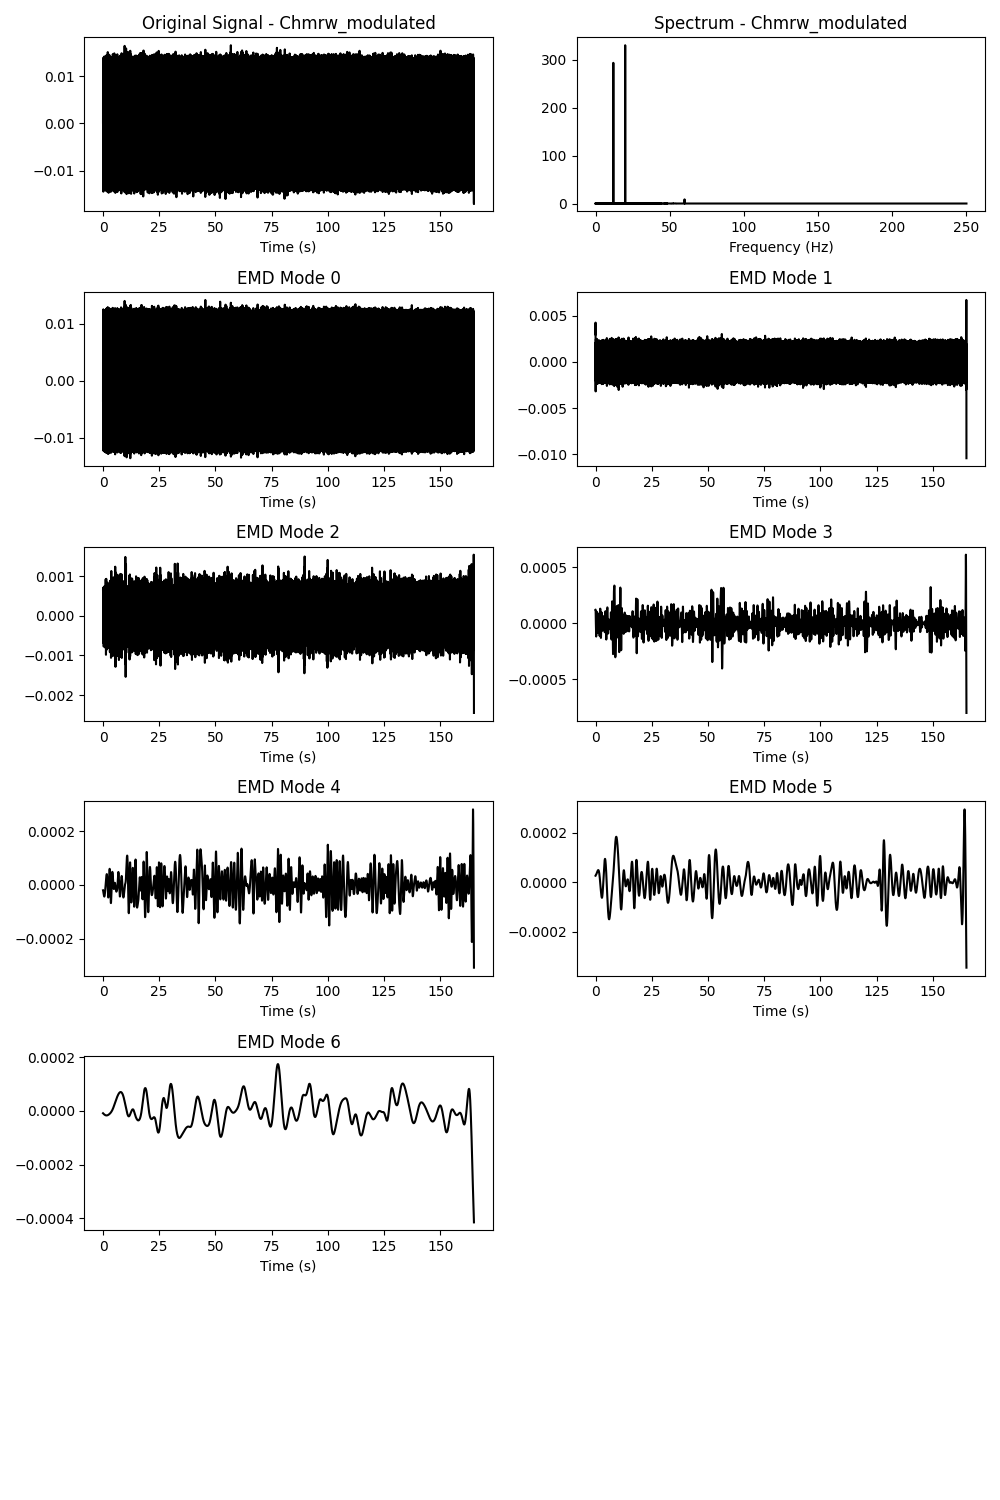 Original Signal - Chmrw_modulated
0.01
0.00
−0.01
0 25 50 75 100 125 150
Time (s)
Spectrum - Chmrw_modulated
300
200
100
0
0 50 100 150 200 250
Frequency (Hz)
EMD Mode 0
0.01
0.00
−0.01
0 25 50 75 100 125 150
Time (s)
EMD Mode 1
0.005
0.000
−0.005
−0.010
0 25 50 75 100 125 150
Time (s)
EMD Mode 2
0.001
0.000
−0.001
−0.002
0 25 50 75 100 125 150
Time (s)
EMD Mode 3
0.0005
0.0000
−0.0005
0 25 50 75 100 125 150
Time (s)
EMD Mode 4
0.0002
0.0000
−0.0002
0 25 50 75 100 125 150
Time (s)
EMD Mode 5
0.0002
0.0000
−0.0002
0 25 50 75 100 125 150
Time (s)
EMD Mode 6
0.0002
0.0000
−0.0002
−0.0004
0 25 50 75 100 125 150
Time (s)